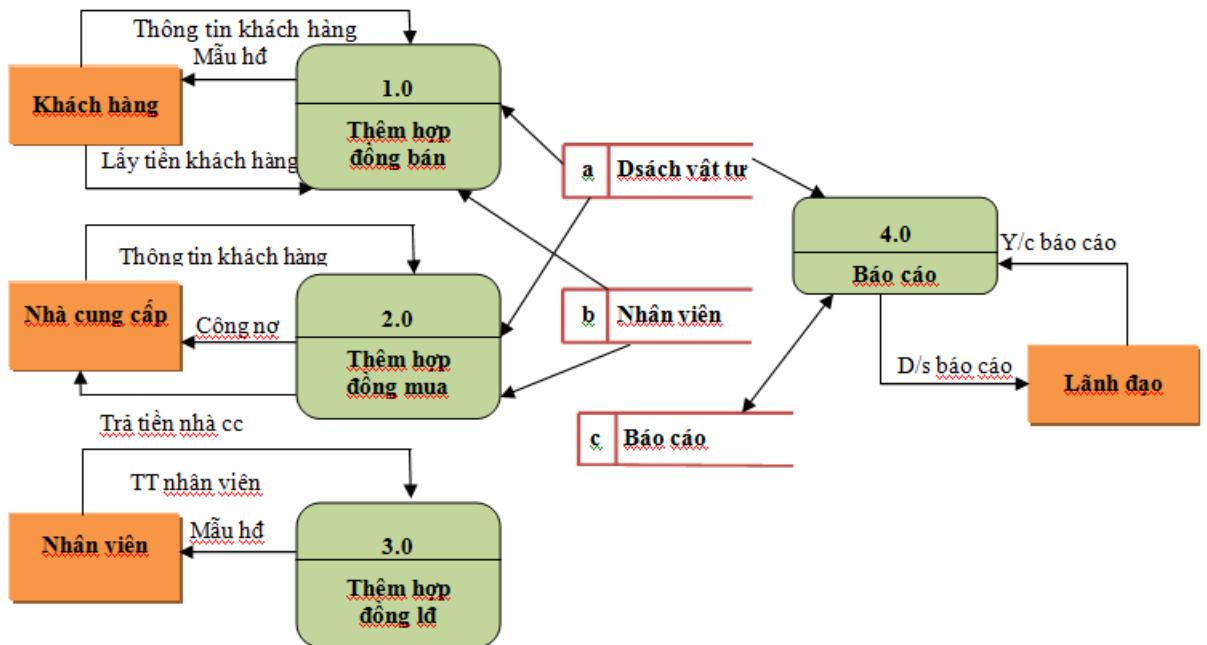 Thông tin khách hàng
Mẫu hđ
Khách hàng
1.0
Thêm hợp
đồng bán
Lấy tiền khách hàng
a Dsách vật tư
4.0
Báo cáo
Y/c báo cáo
Thông tin khách hàng
Nhà cung cấp
Công nợ
2.0
Thêm hợp
đồng mua
b Nhân viên
D/s báo cáo
Lãnh đạo
Trả tiền nhà cc
c Báo cáo
TT nhân viên
Nhân viên
Mẫu hđ
3.0
Thêm hợp
đồng lđ